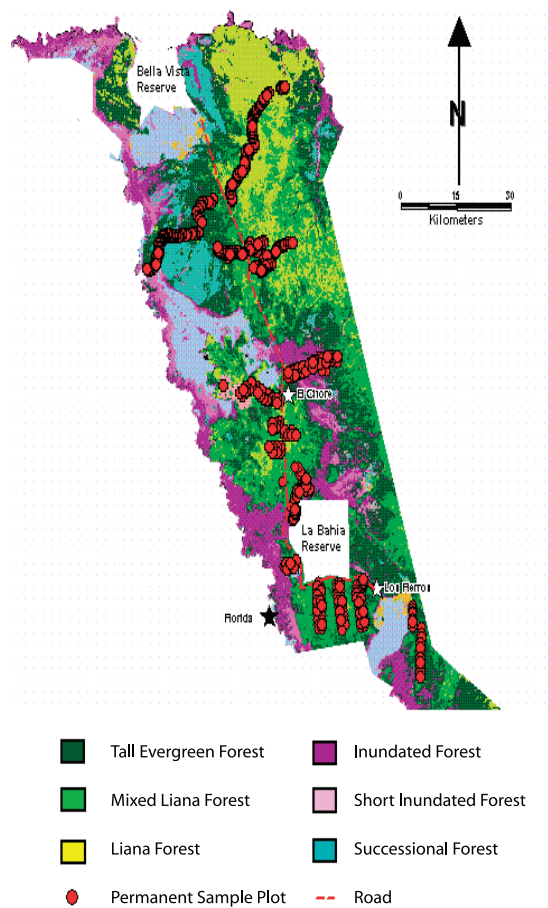 Bella Vista
Reserve
N
0 15 30
Kilometers
El Chore
La Bahia
Reserve
Los Fierros
Florida
Tall Evergreen Forest
Inundated Forest
Mixed Liana Forest
Short Inundated Forest
Liana Forest
Successional Forest
Permanent Sample Plot
Road